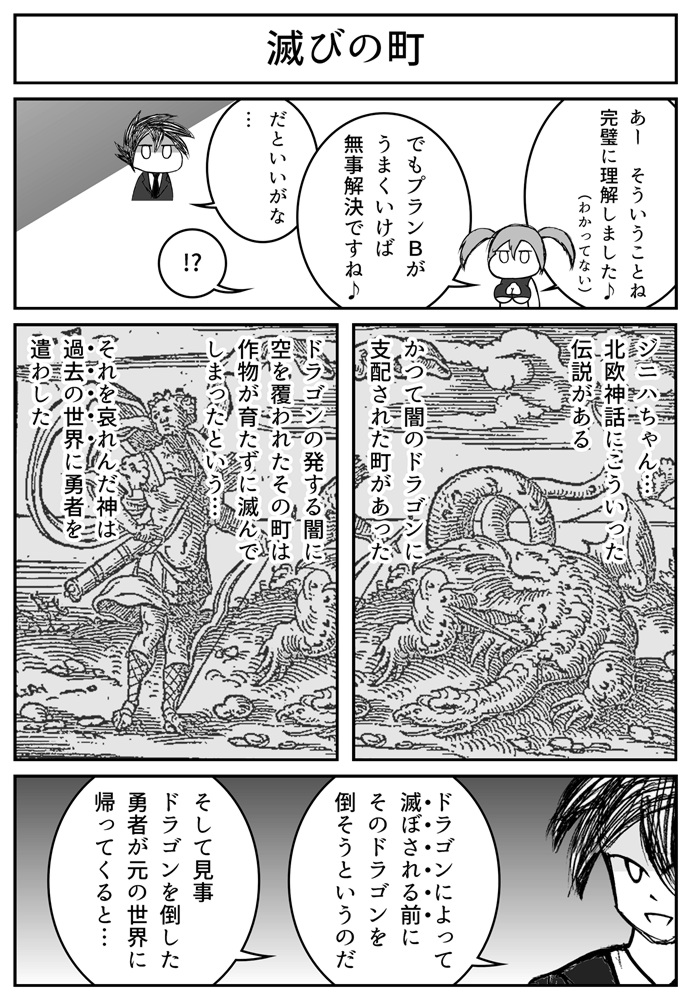 滅びの町
あー そういうことね
完璧に理解しました♪
(わかってない)
でもプランBが
うまくいけば
無事解決ですね♪
だといいがな
…
!?
ジニハちゃん…
北欧神話にこういった
伝説がある
かつて闇のドラゴンに
支配された町があった
ドラゴンの発する闇に
空を覆われたその町は
作物が育たずに滅んで
しまったという…
それを哀れんだ神は
過去の世界に勇者を
遣わした
ドラゴンによって
滅ぼされる前に
そのドラゴンを
倒そうというのだ
そして見事
ドラゴンを倒した
勇者が元の世界に
帰ってくると…